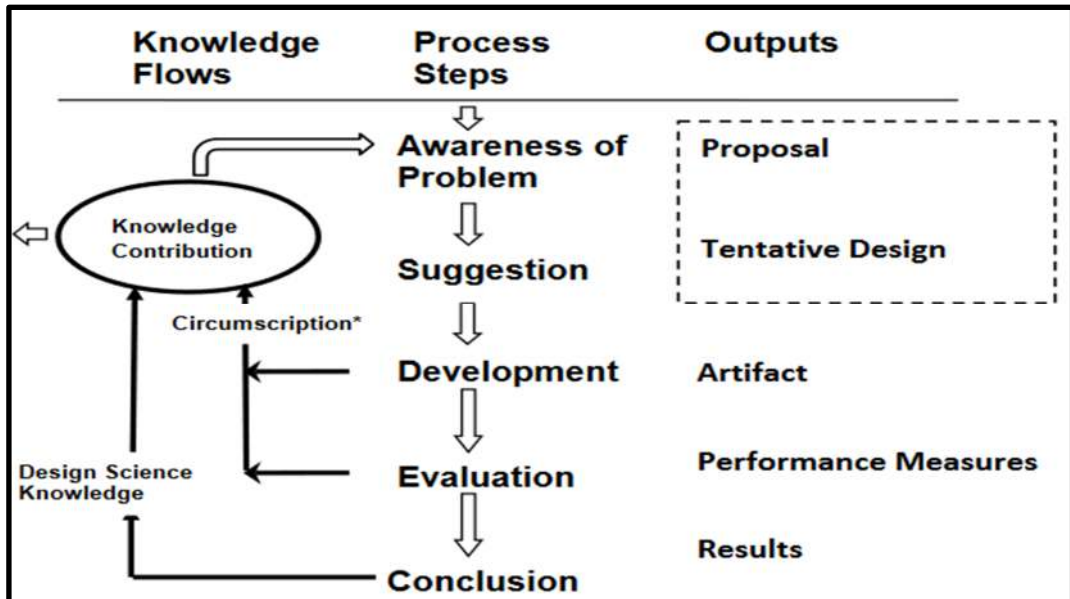 Knowledge
Flows
Process
Steps
Outputs
Awareness of
Problem
Proposal
Knowledge
Contribution
Suggestion
Tentative Design
Circumscription*
Development
Artifact
Design Science
Knowledge
Evaluation
Performance Measures
Conclusion
Results